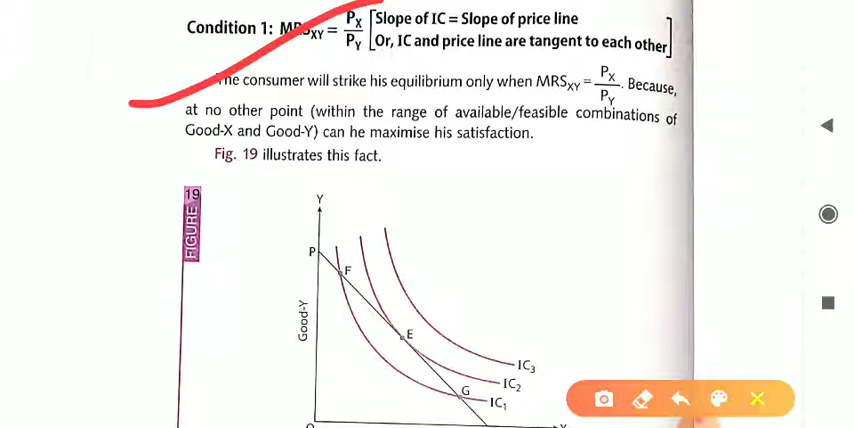 Condition 1: MRSXY = PX/PY [Slope of IC = Slope of price line
Or, IC and price line are tangent to each other]
The consumer will strike his equilibrium only when MRSXY = PX/PY. Because,
at no other point (within the range of available/feasible combinations of
Good-X and Good-Y) can he maximise his satisfaction.
Fig. 19 illustrates this fact.
FIGURE 19
Y
P
F
Good-Y
E
IC3
IC2
G
IC1
O
X